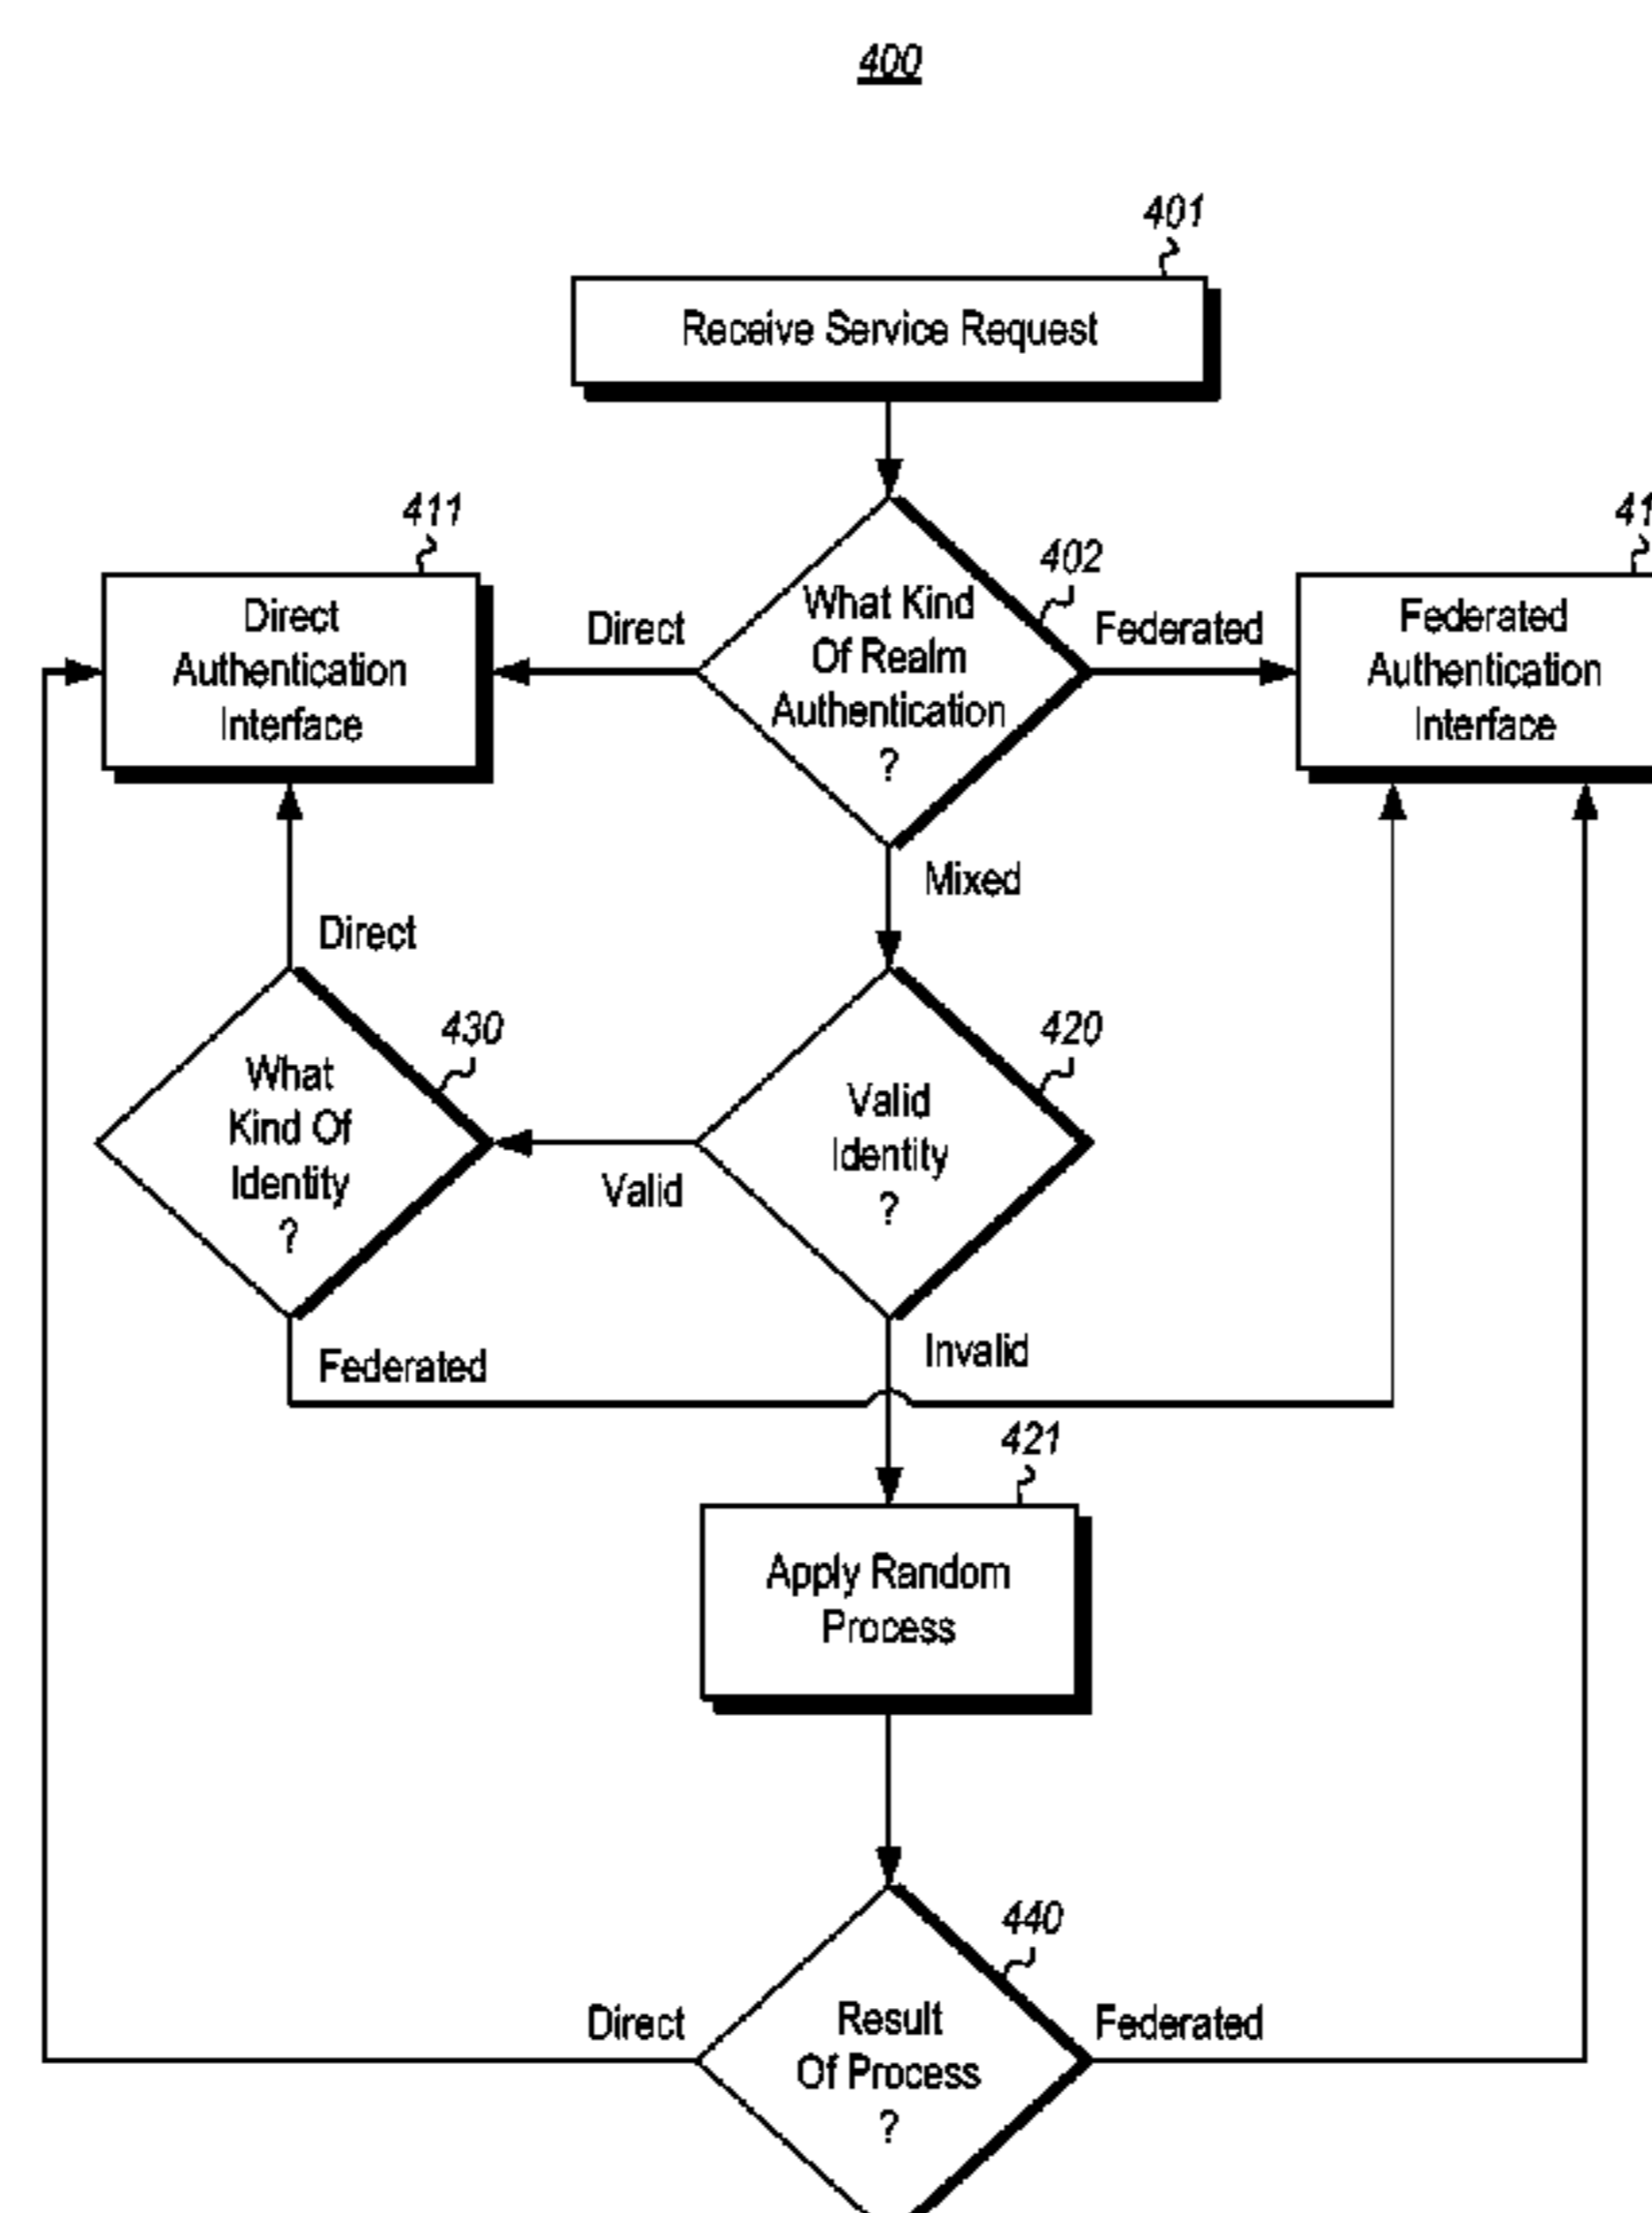 400
401
Receive Service Request
411
402
Direct
Authentication
Interface
Direct
What Kind
Of Realm
Authentication
?
Federated
Federated
Authentication
Interface
Mixed
Direct
430
420
What
Kind Of
Identity
?
Valid
Valid
Identity
?
Federated
Invalid
421
Apply Random
Process
440
Direct
Result
Of Process
?
Federated